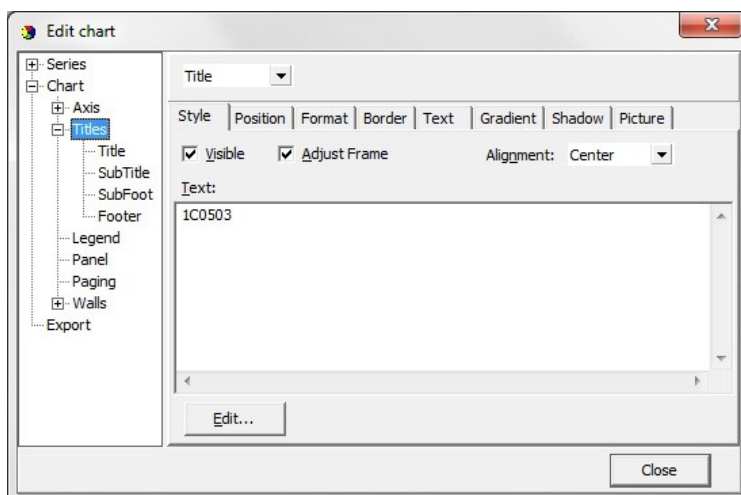 Edit chart
Series
Chart
Axis
Titles
Title
SubTitle
SubFoot
Footer
Legend
Panel
Paging
Walls
Export
Title
Style Position Format Border Text Gradient Shadow Picture
Visible Adjust Frame Alignment: Center
Text:
1C0503
Edit...
Close